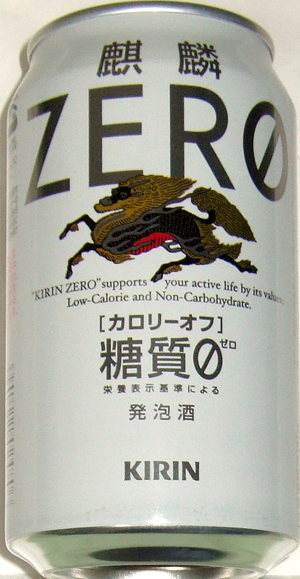 麒麟
ZERO
"KIRIN ZERO" supports your active life by its value:
Low-Calorie and Non-Carbohydrate.
[カロリーオフ]
糖質0ゼロ
栄養表示基準による
発泡酒
KIRIN